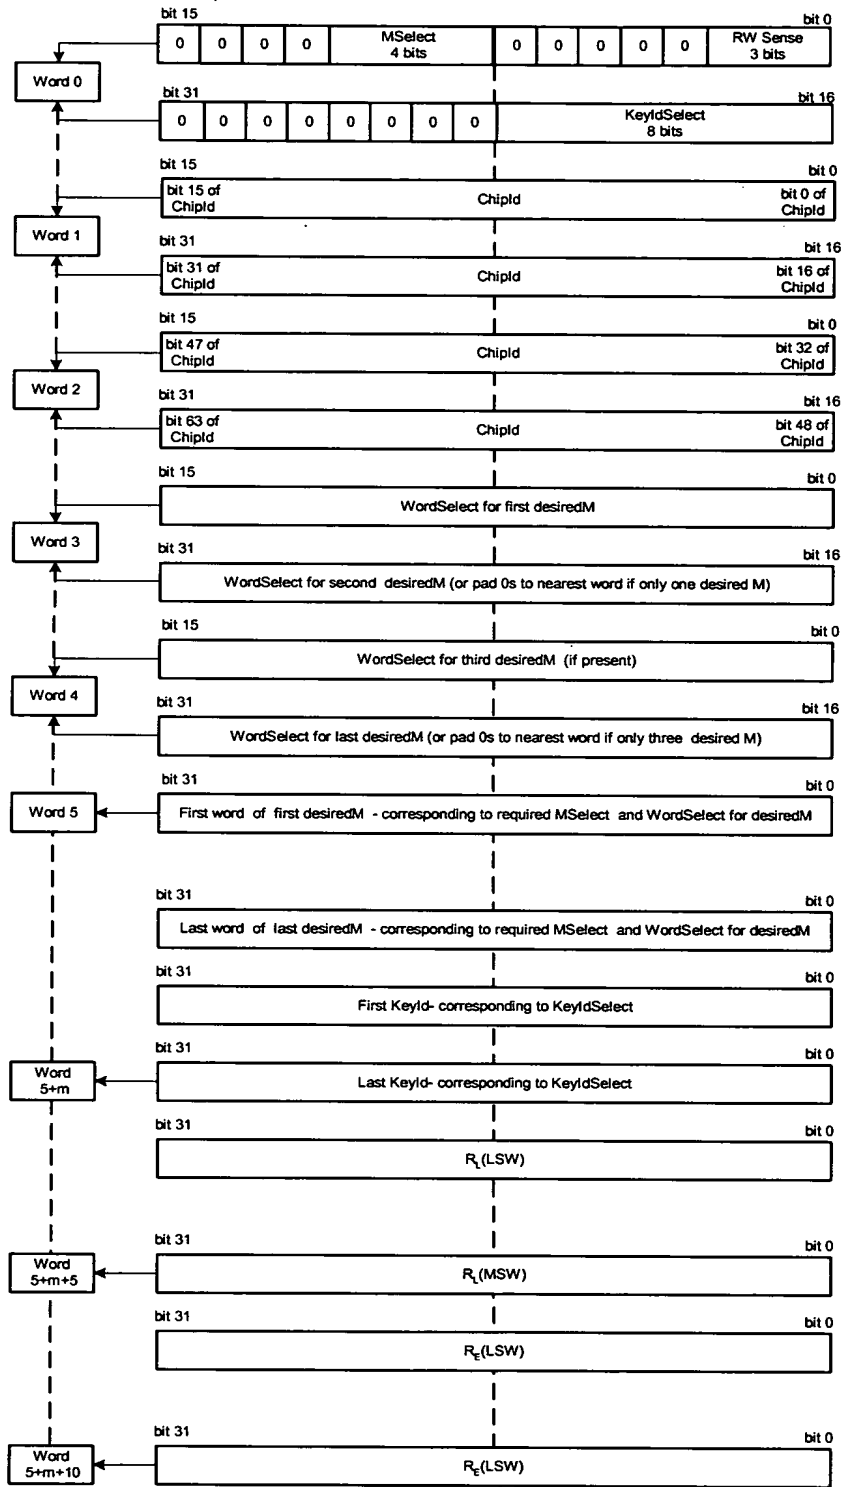 bit 15 bit 0
0 0 0 0 MSelect 0 0 0 0 0 RW Sense
4 bits 3 bits
Word 0
bit 31 bit 16
0 0 0 0 0 0 0 0 KeyIdSelect
8 bits
bit 15 bit 0
bit 15 of ChipId bit 0 of
ChipId ChipId
Word 1
bit 31 bit 16
bit 31 of ChipId bit 16 of
ChipId ChipId
bit 15 bit 0
bit 47 of ChipId bit 32 of
ChipId ChipId
Word 2
bit 31 bit 16
bit 63 of ChipId bit 48 of
ChipId ChipId
bit 15 bit 0
WordSelect for first desiredM
Word 3
bit 31 bit 16
WordSelect for second desiredM (or pad 0s to nearest word if only one desired M)
bit 15 bit 0
WordSelect for third desiredM (if present)
Word 4
bit 31 bit 16
WordSelect for last desiredM (or pad 0s to nearest word if only three desired M)
bit 31 bit 0
Word 5 First word of first desiredM - corresponding to required MSelect and WordSelect for desiredM
bit 31 bit 0
Last word of last desiredM - corresponding to required MSelect and WordSelect for desiredM
bit 31 bit 0
First KeyId- corresponding to KeyIdSelect
bit 31 bit 0
Word
5+m Last KeyId- corresponding to KeyIdSelect
bit 31 bit 0
R_L(LSW)
bit 31 bit 0
Word
5+m+5 R_L(MSW)
bit 31 bit 0
R_E(LSW)
bit 31 bit 0
Word
5+m+10 R_E(LSW)